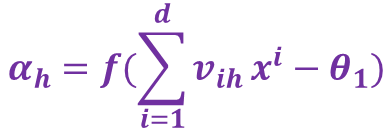 α_h = f(∑_{i=1}^{d} v_{ih} x^i − θ_1)